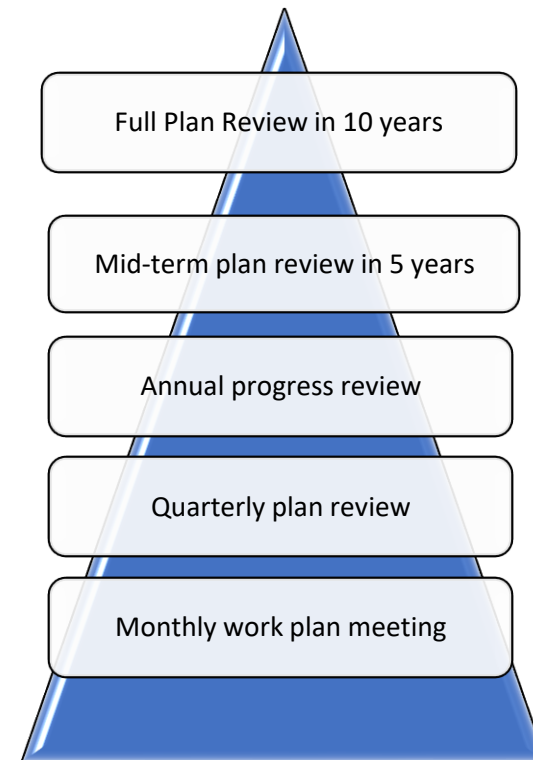 Full Plan Review in 10 years
Mid-term plan review in 5 years
Annual progress review
Quarterly plan review
Monthly work plan meeting